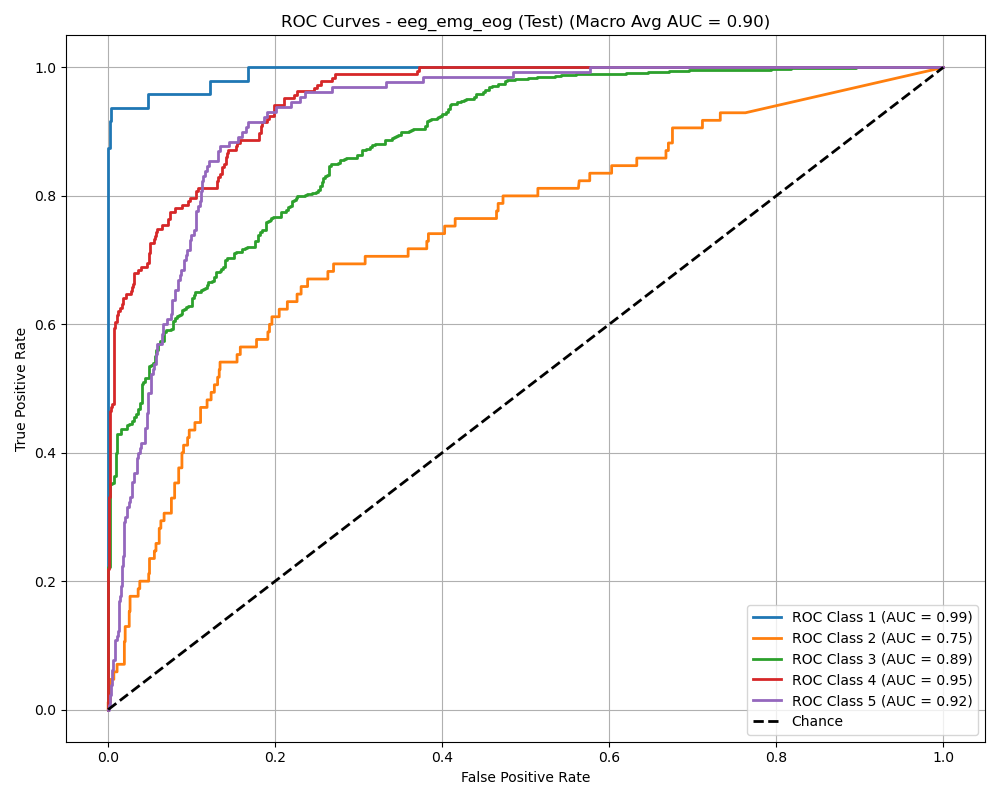 ROC Curves - eeg_emg_eog (Test) (Macro Avg AUC = 0.90)
True Positive Rate
1.0
0.8
0.6
0.4
0.2
0.0
ROC Class 1 (AUC = 0.99)
ROC Class 2 (AUC = 0.75)
ROC Class 3 (AUC = 0.89)
ROC Class 4 (AUC = 0.95)
ROC Class 5 (AUC = 0.92)
Chance
0.0 0.2 0.4 0.6 0.8 1.0
False Positive Rate